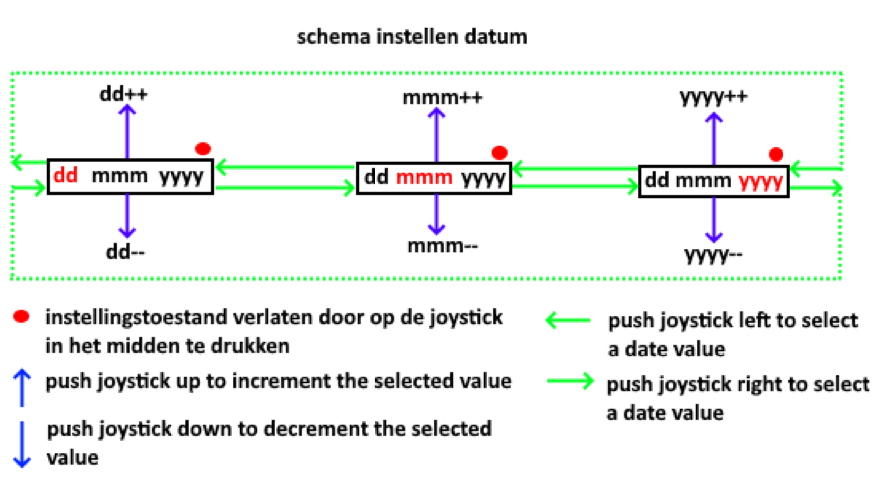 schema instellen datum
dd++
mmm++
yyyy++
dd mmm yyyy
dd mmm yyyy
dd mmm yyyy
dd--
mmm--
yyyy--
instellingstoestand verlaten door op de joystick
in het midden te drukken
push joystick up to increment the selected value
push joystick down to decrement the selected
value
push joystick left to select
a date value
push joystick right to select
a date value